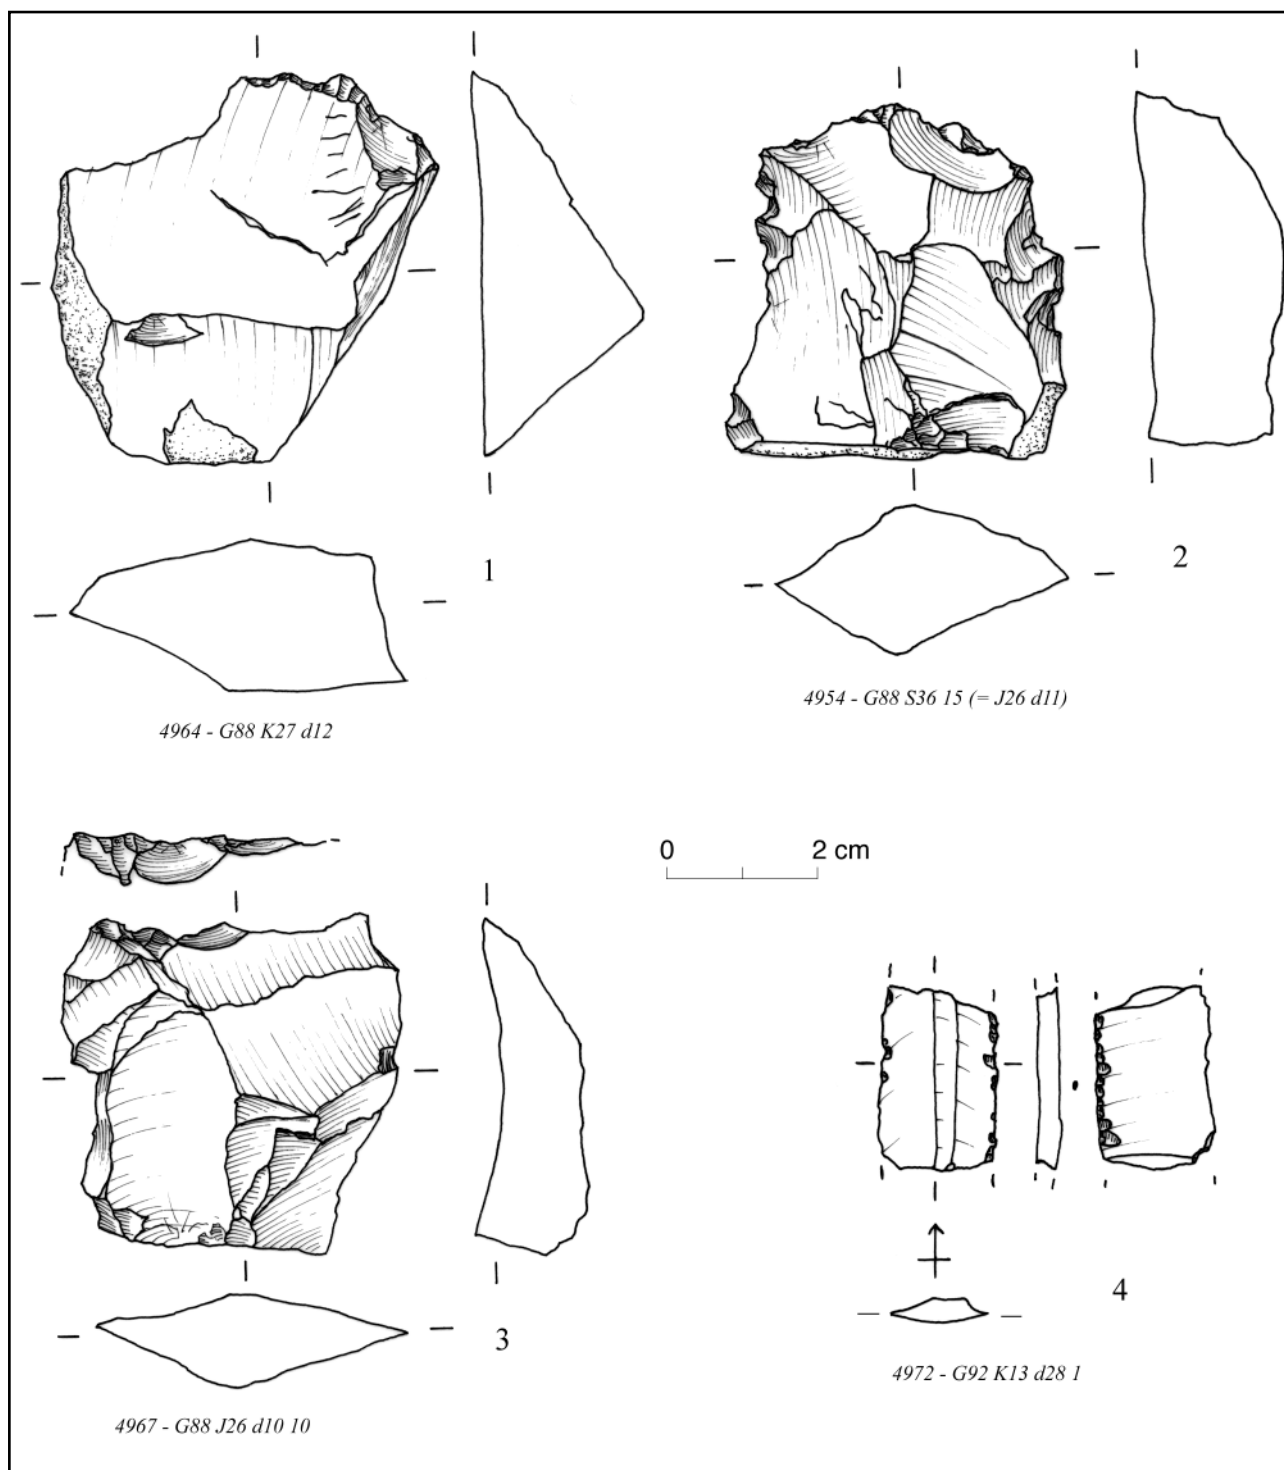 1
4964 - G88 K27 d12
2
4954 - G88 S36 15 (= J26 d11)
0 2 cm
3
4967 - G88 J26 d10 10
4
4972 - G92 K13 d28 1